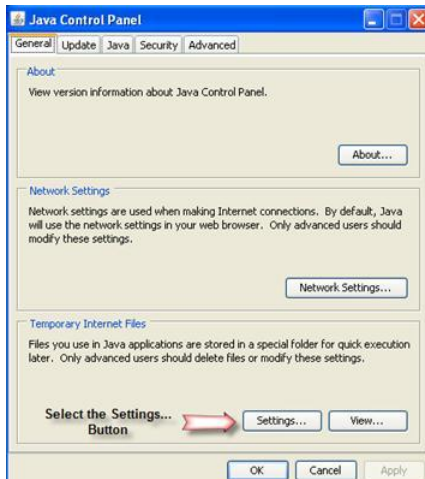 Java Control Panel
General Update Java Security Advanced
About
View version information about Java Control Panel.
About...
Network Settings
Network settings are used when making Internet connections. By default, Java
will use the network settings in your web browser. Only advanced users should
modify these settings.
Network Settings...
Temporary Internet Files
Files you use in Java applications are stored in a special folder for quick execution
later. Only advanced users should delete files or modify these settings.
Select the Settings...
Button
Settings... View...
OK Cancel Apply